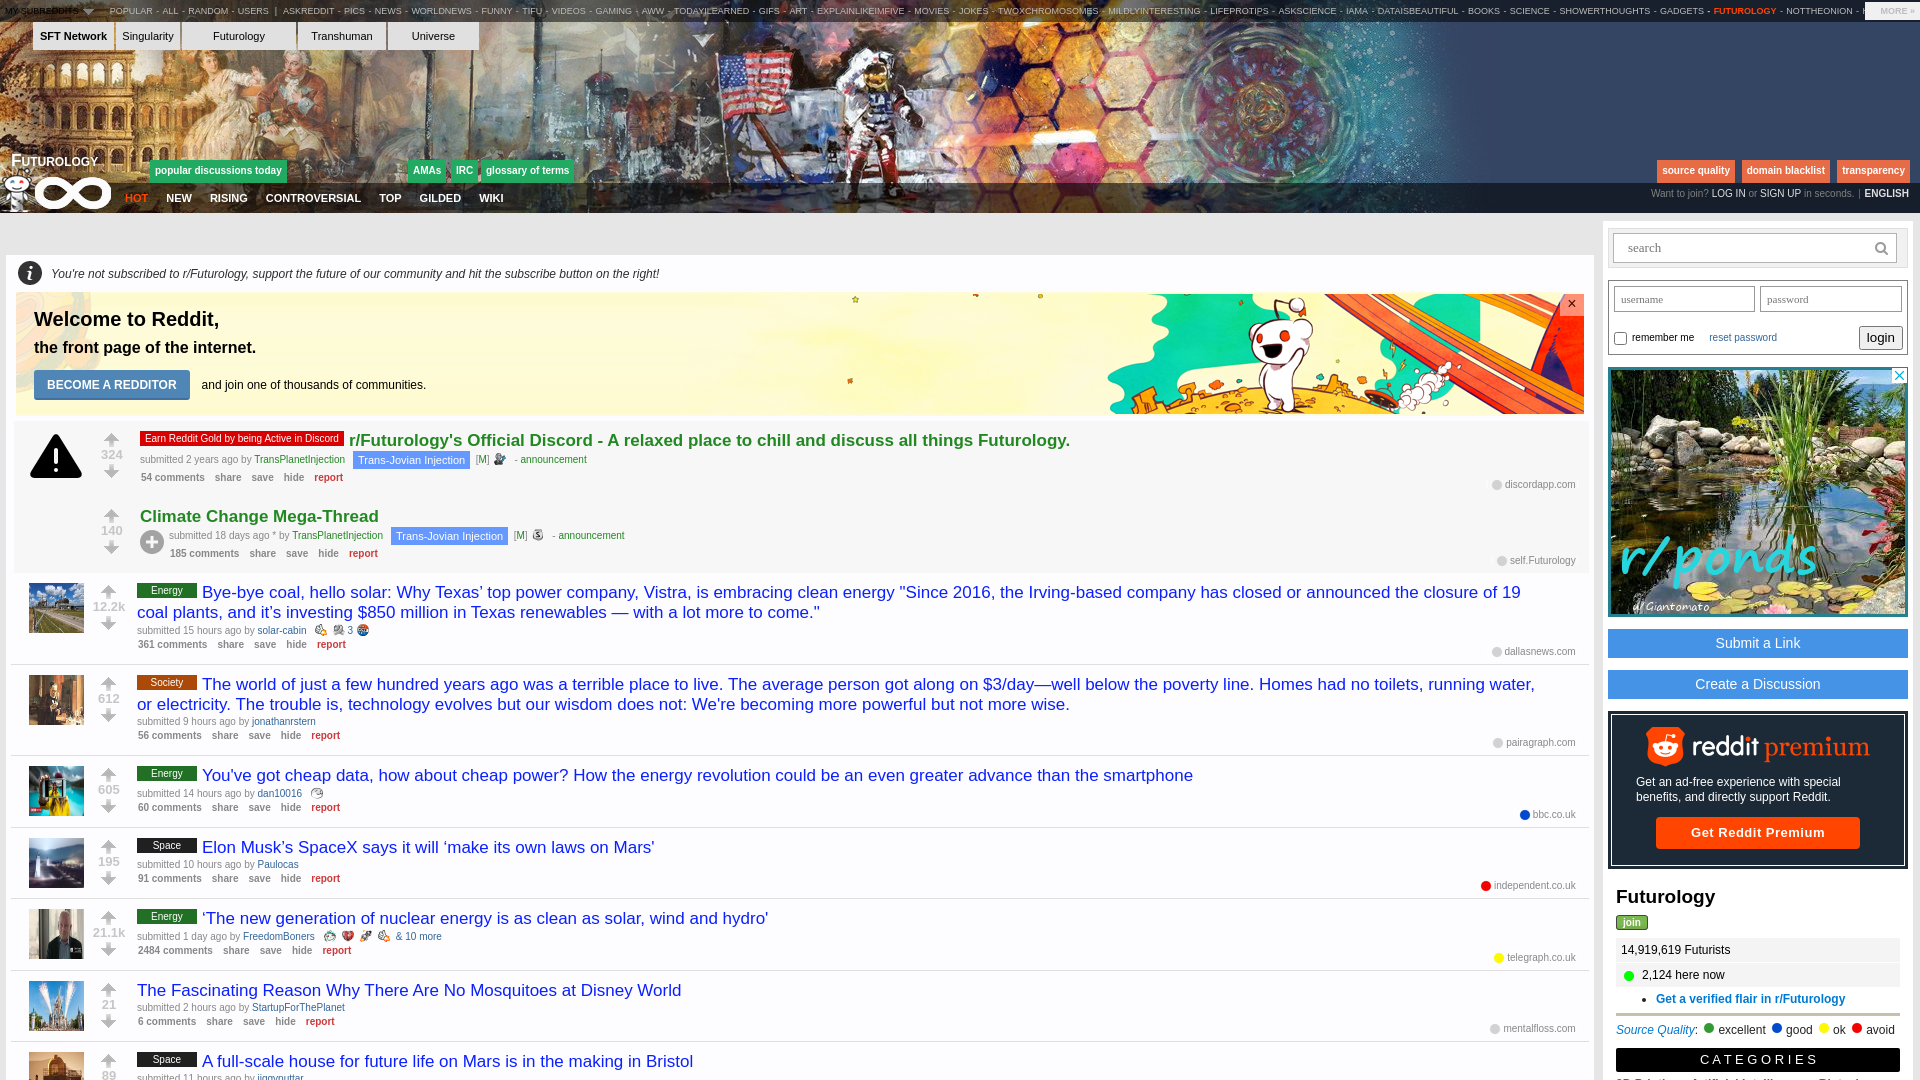 MY SUBREDDITS POPULAR - ALL - RANDOM - USERS | ASKREDDIT - PICS - NEWS - WORLDNEWS - FUNNY - TIFU - VIDEOS - GAMING - AWW - TODAYILEARNED - GIFS - ART - EXPLAINLIKEIMFIVE - MOVIES - JOKES - TWOXCHROMOSOMES - MILDLYINTERESTING - LIFEPROTIPS - ASKSCIENCE - IAMA - DATAISBEAUTIFUL - BOOKS - SCIENCE - SHOWERTHOUGHTS - GADGETS - FUTUROLOGY - NOTTHEONION - MORE »
SFT Network Singularity Futurology Transhuman Universe
FUTUROLOGY
popular discussions today AMAs IRC glossary of terms source quality domain blacklist transparency
HOT NEW RISING CONTROVERSIAL TOP GILDED WIKI
Want to join? LOG IN or SIGN UP in seconds. | ENGLISH
You're not subscribed to r/Futurology, support the future of our community and hit the subscribe button on the right!
Welcome to Reddit,
the front page of the internet.
BECOME A REDDITOR and join one of thousands of communities.
×
324
Earn Reddit Gold by being Active in Discord r/Futurology's Official Discord - A relaxed place to chill and discuss all things Futurology.
submitted 2 years ago by TransPlanetInjection Trans-Jovian Injection [M] - announcement
54 comments share save hide report
discordapp.com
140
Climate Change Mega-Thread
submitted 18 days ago * by TransPlanetInjection Trans-Jovian Injection [M] - announcement
185 comments share save hide report
self.Futurology
12.2k
Energy Bye-bye coal, hello solar: Why Texas’ top power company, Vistra, is embracing clean energy "Since 2016, the Irving-based company has closed or announced the closure of 19
coal plants, and it’s investing $850 million in Texas renewables — with a lot more to come."
submitted 15 hours ago by solar-cabin 3
361 comments share save hide report
dallasnews.com
612
Society The world of just a few hundred years ago was a terrible place to live. The average person got along on $3/day—well below the poverty line. Homes had no toilets, running water,
or electricity. The trouble is, technology evolves but our wisdom does not: We're becoming more powerful but not more wise.
submitted 9 hours ago by jonathanrstern
56 comments share save hide report
pairagraph.com
605
Energy You've got cheap data, how about cheap power? How the energy revolution could be an even greater advance than the smartphone
submitted 14 hours ago by dan10016
60 comments share save hide report
bbc.co.uk
195
Space Elon Musk’s SpaceX says it will ‘make its own laws on Mars'
submitted 10 hours ago by Paulocas
91 comments share save hide report
independent.co.uk
21.1k
Energy ‘The new generation of nuclear energy is as clean as solar, wind and hydro'
submitted 1 day ago by FreedomBoners & 10 more
2484 comments share save hide report
telegraph.co.uk
21
The Fascinating Reason Why There Are No Mosquitoes at Disney World
submitted 2 hours ago by StartupForThePlanet
6 comments share save hide report
mentalfloss.com
89
Space A full-scale house for future life on Mars is in the making in Bristol
submitted 11 hours ago by jiggyputtar
search
username password
remember me reset password login
r/ponds
d/Giantomato
Submit a Link
Create a Discussion
reddit premium
Get an ad-free experience with special
benefits, and directly support Reddit.
Get Reddit Premium
Futurology
join
14,919,619 Futurists
2,124 here now
Get a verified flair in r/Futurology
Source Quality: excellent good ok avoid
CATEGORIES